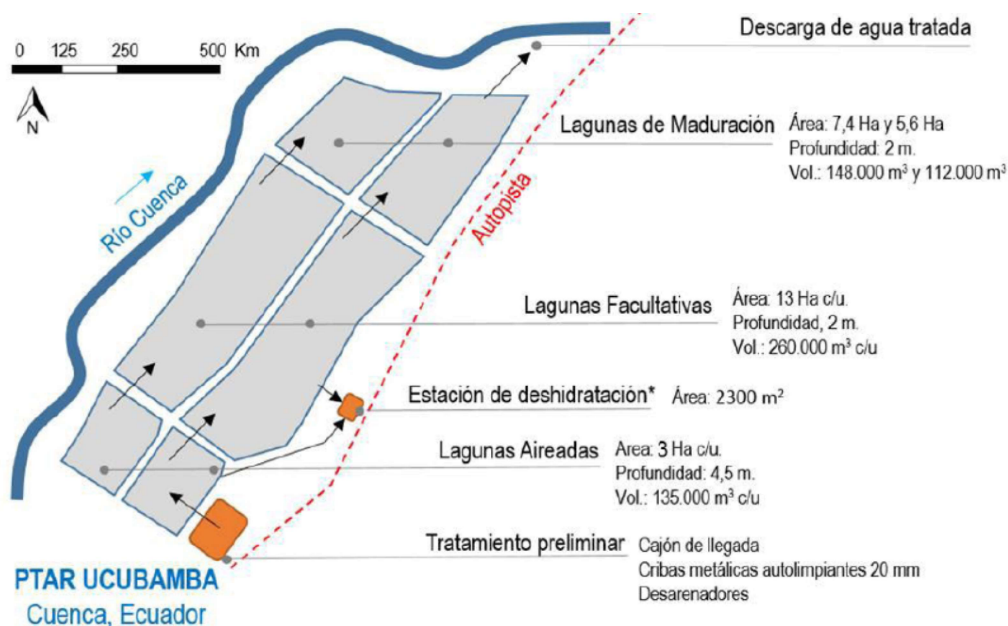 Descarga de agua tratada
0 125 250 500 Km
N
Lagunas de Maduración
Área: 7,4 Ha y 5,6 Ha
Profundidad: 2 m.
Vol.: 148.000 m³ y 112.000 m³
Río Cuenca
Autopista
Lagunas Facultativas
Área: 13 Ha c/u.
Profundidad, 2 m.
Vol.: 260.000 m³ c/u
Estación de deshidratación*
Área: 2300 m²
Lagunas Aireadas
Area: 3 Ha c/u.
Profundidad: 4,5 m.
Vol.: 135.000 m³ c/u
Tratamiento preliminar
Cajón de llegada
Cribas metálicas autolimpiantes 20 mm
Desarenadores
PTAR UCUBAMBA
Cuenca, Ecuador